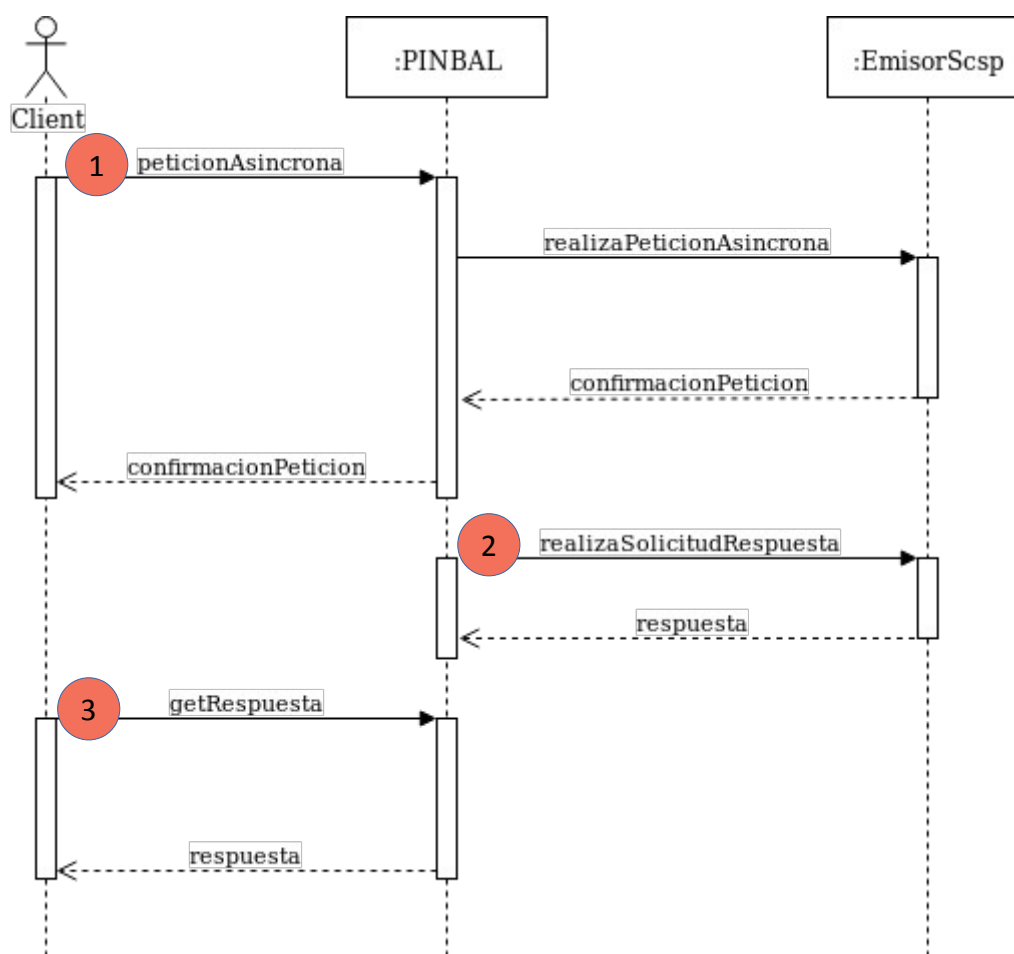 :PINBAL
:EmisorScsp
Client
1
peticionAsincrona
realizaPeticionAsincrona
confirmacionPeticion
confirmacionPeticion
2
realizaSolicitudRespuesta
respuesta
3
getRespuesta
respuesta